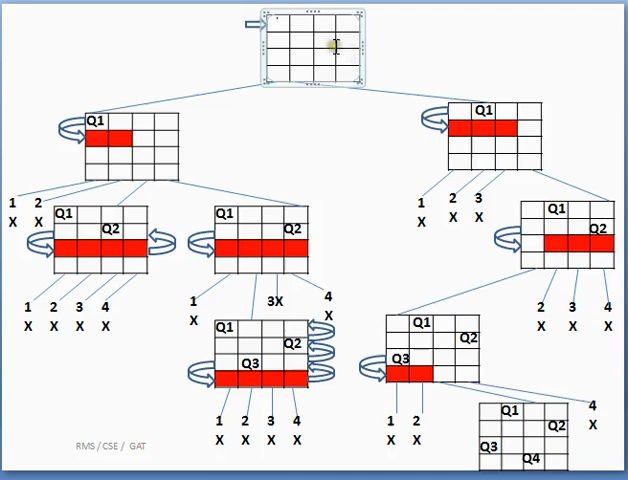 Q1
Q1
1 2
X X
1 2 3
X X X
Q1
Q2
Q1
Q2
Q1
Q2
1 2 3 4
X X X X
1
X
3X
4
X
2 3 4
X X X
Q1
Q2
Q3
Q1
Q2
Q3
1 2 3 4
X X X X
1 2
X X
4
X
Q1
Q2
Q3
Q4
RMS / CSE / GAT